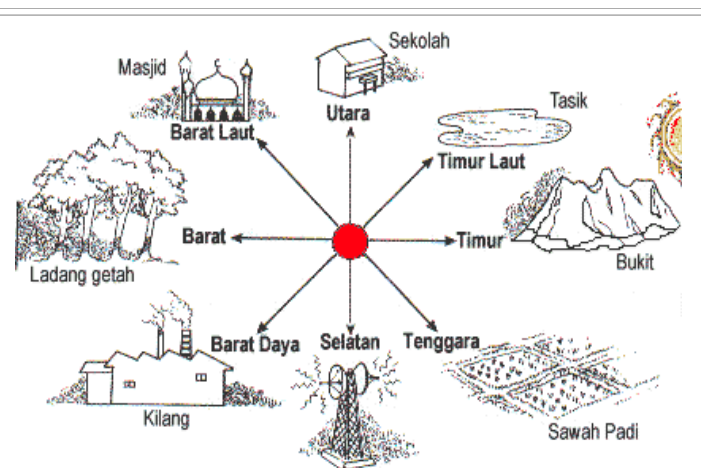 Sekolah
Masjid
Utara
Tasik
Barat Laut
Timur Laut
Barat
Timur
Bukit
Ladang getah
Barat Daya
Selatan
Tenggara
Kilang
Sawah Padi